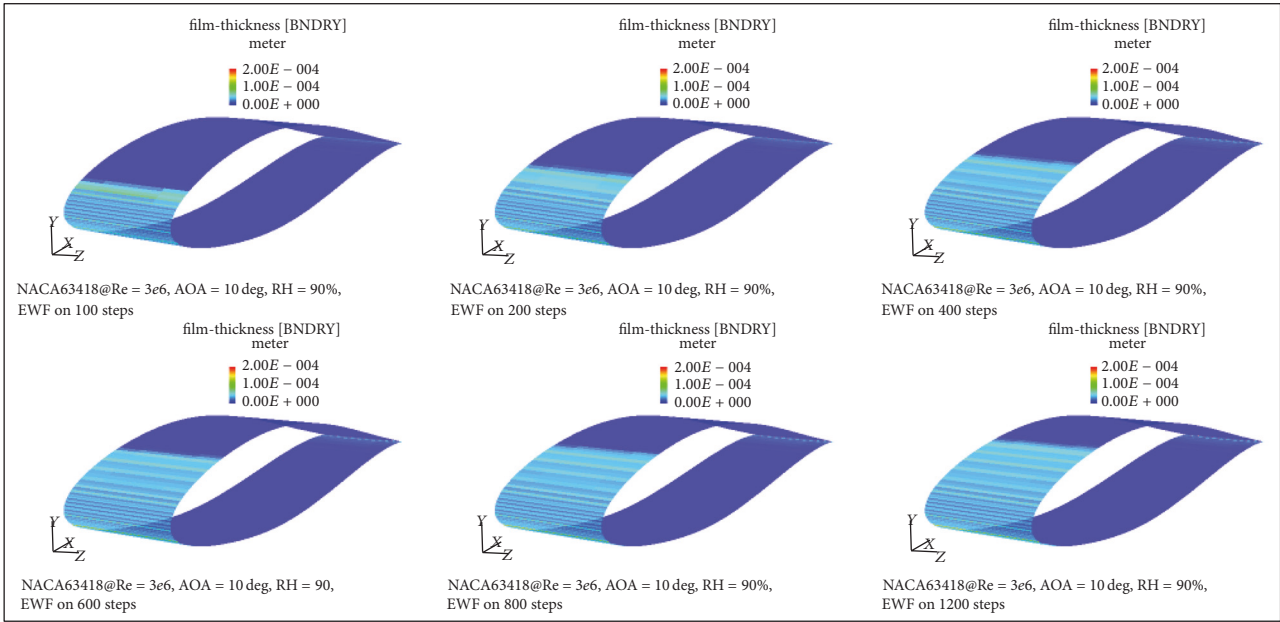 film-thickness [BNDRY]
meter
2.00E − 004
1.00E − 004
0.00E + 000
Y
X
Z
NACA63418@Re = 3e6, AOA = 10 deg, RH = 90%,
EWF on 100 steps
film-thickness [BNDRY]
meter
2.00E − 004
1.00E − 004
0.00E + 000
Y
X
Z
NACA63418@Re = 3e6, AOA = 10 deg, RH = 90%,
EWF on 200 steps
film-thickness [BNDRY]
meter
2.00E − 004
1.00E − 004
0.00E + 000
Y
X
Z
NACA63418@Re = 3e6, AOA = 10 deg, RH = 90%,
EWF on 400 steps
film-thickness [BNDRY]
meter
2.00E − 004
1.00E − 004
0.00E + 000
Y
X
Z
NACA63418@Re = 3e6, AOA = 10 deg, RH = 90,
EWF on 600 steps
film-thickness [BNDRY]
meter
2.00E − 004
1.00E − 004
0.00E + 000
Y
X
Z
NACA63418@Re = 3e6, AOA = 10 deg, RH = 90%,
EWF on 800 steps
film-thickness [BNDRY]
meter
2.00E − 004
1.00E − 004
0.00E + 000
Y
X
Z
NACA63418@Re = 3e6, AOA = 10 deg, RH = 90%,
EWF on 1200 steps